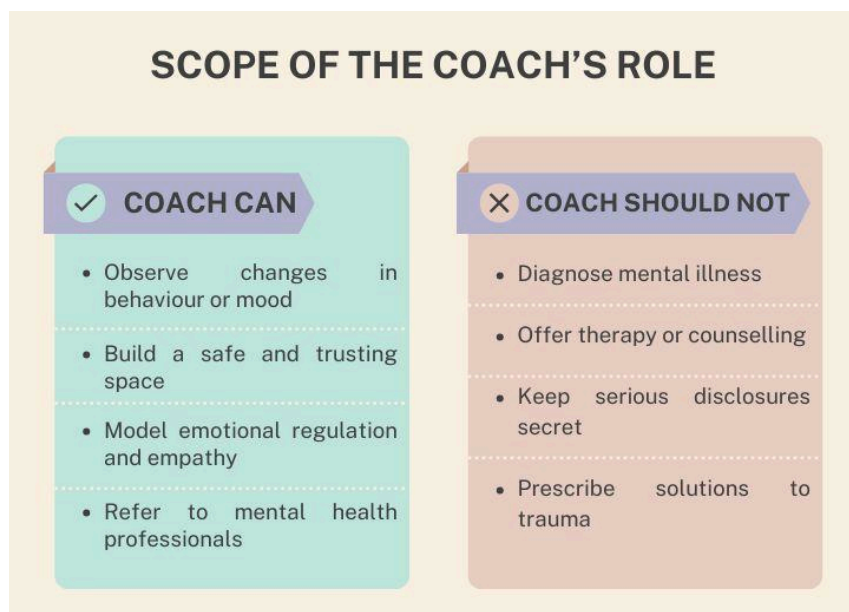 SCOPE OF THE COACH’S ROLE
COACH CAN
• Observe changes in
behaviour or mood
• Build a safe and trusting
space
• Model emotional regulation
and empathy
• Refer to mental health
professionals
COACH SHOULD NOT
• Diagnose mental illness
• Offer therapy or counselling
• Keep serious disclosures
secret
• Prescribe solutions to
trauma